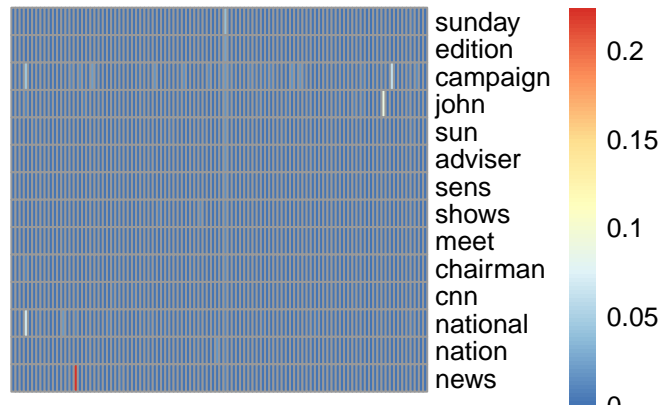 sunday
edition
campaign
john
sun
adviser
sens
shows
meet
chairman
cnn
national
nation
news
0.2
0.15
0.1
0.05
0